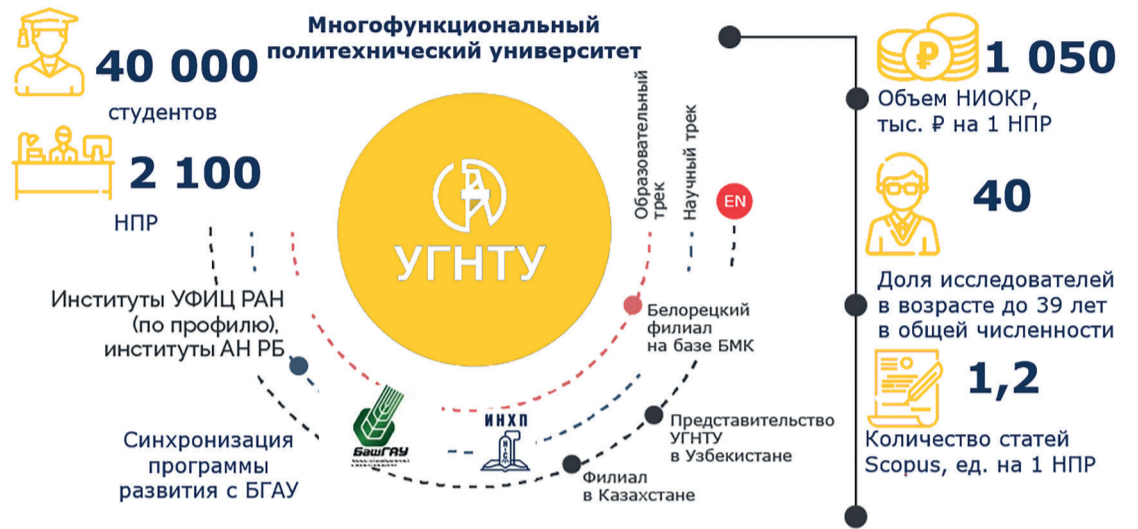 Многофункциональный
политехнический университет
40 000
студентов
2 100
НПР
УГНТУ
Образовательный
трек
Научный трек
EN
Институты УФИЦ РАН
(по профилю),
институты АН РБ
Белорецкий
филиал
на базе БМК
БашГАУ
ИНХП
Представительство
УГНТУ
в Узбекистане
Филиал
в Казахстане
Синхронизация
программы
развития с БГАУ
₽
1 050
Объем НИОКР,
тыс. ₽ на 1 НПР
40
Доля исследователей
в возрасте до 39 лет
в общей численности
1,2
Количество статей
Scopus, ед. на 1 НПР